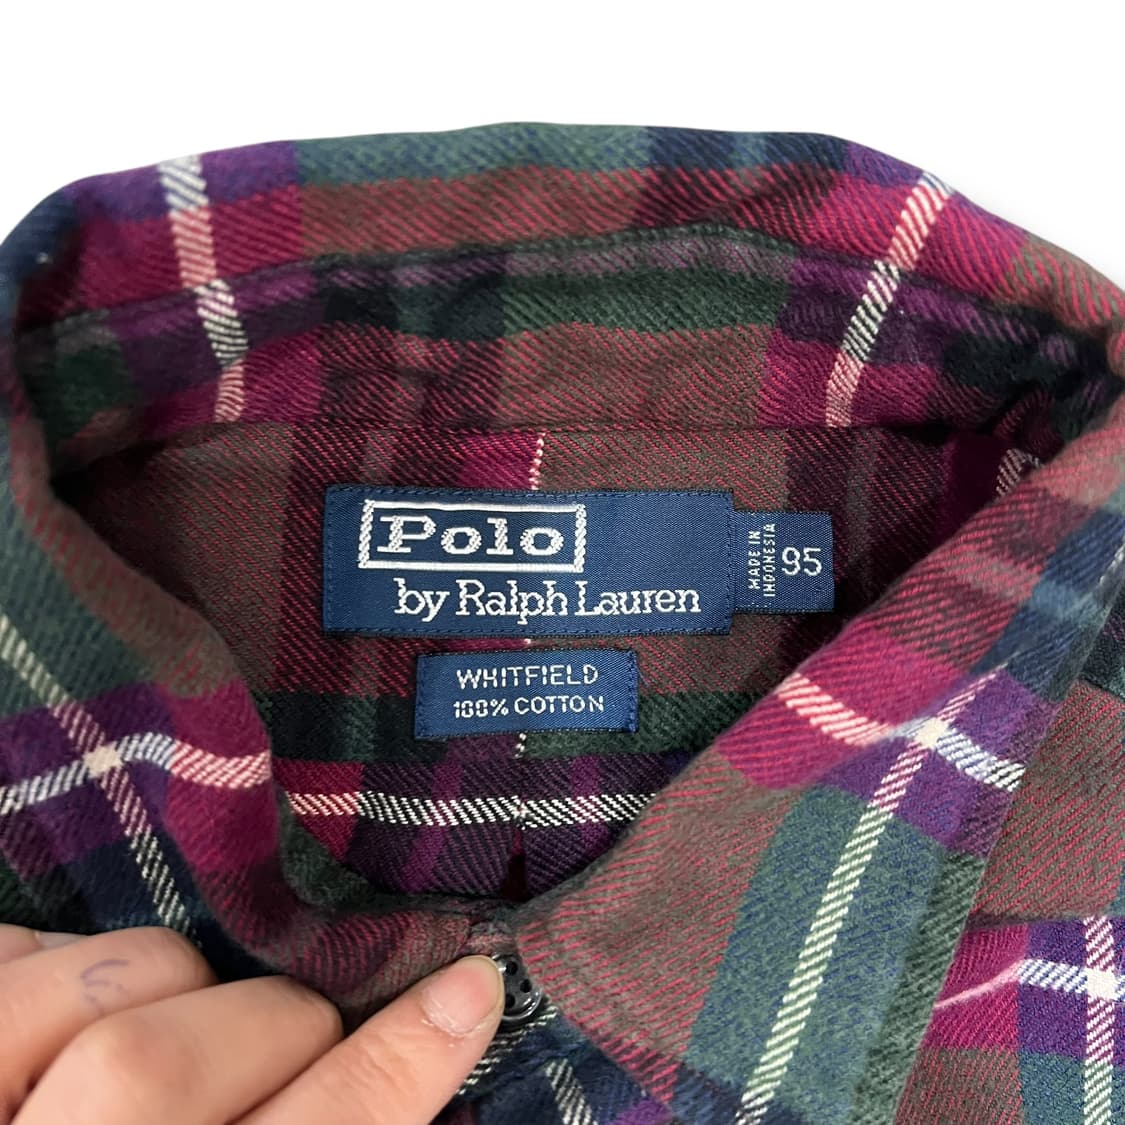 Polo
by Ralph Lauren
MADE IN
INDONESIA
95
WHITFIELD
100% COTTON